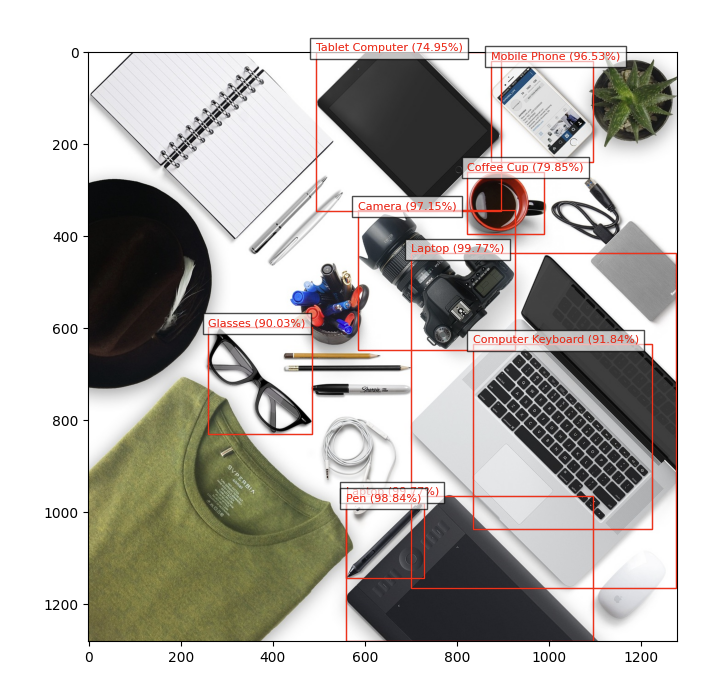 Tablet Computer (74.95%)
Mobile Phone (96.53%)
Coffee Cup (79.85%)
Camera (97.15%)
Laptop (99.77%)
Glasses (90.03%)
Computer Keyboard (91.84%)
Pen (98.84%)
Sharpie
SVPERBIA
0
200
400
600
800
1000
1200
0 200 400 600 800 1000 1200